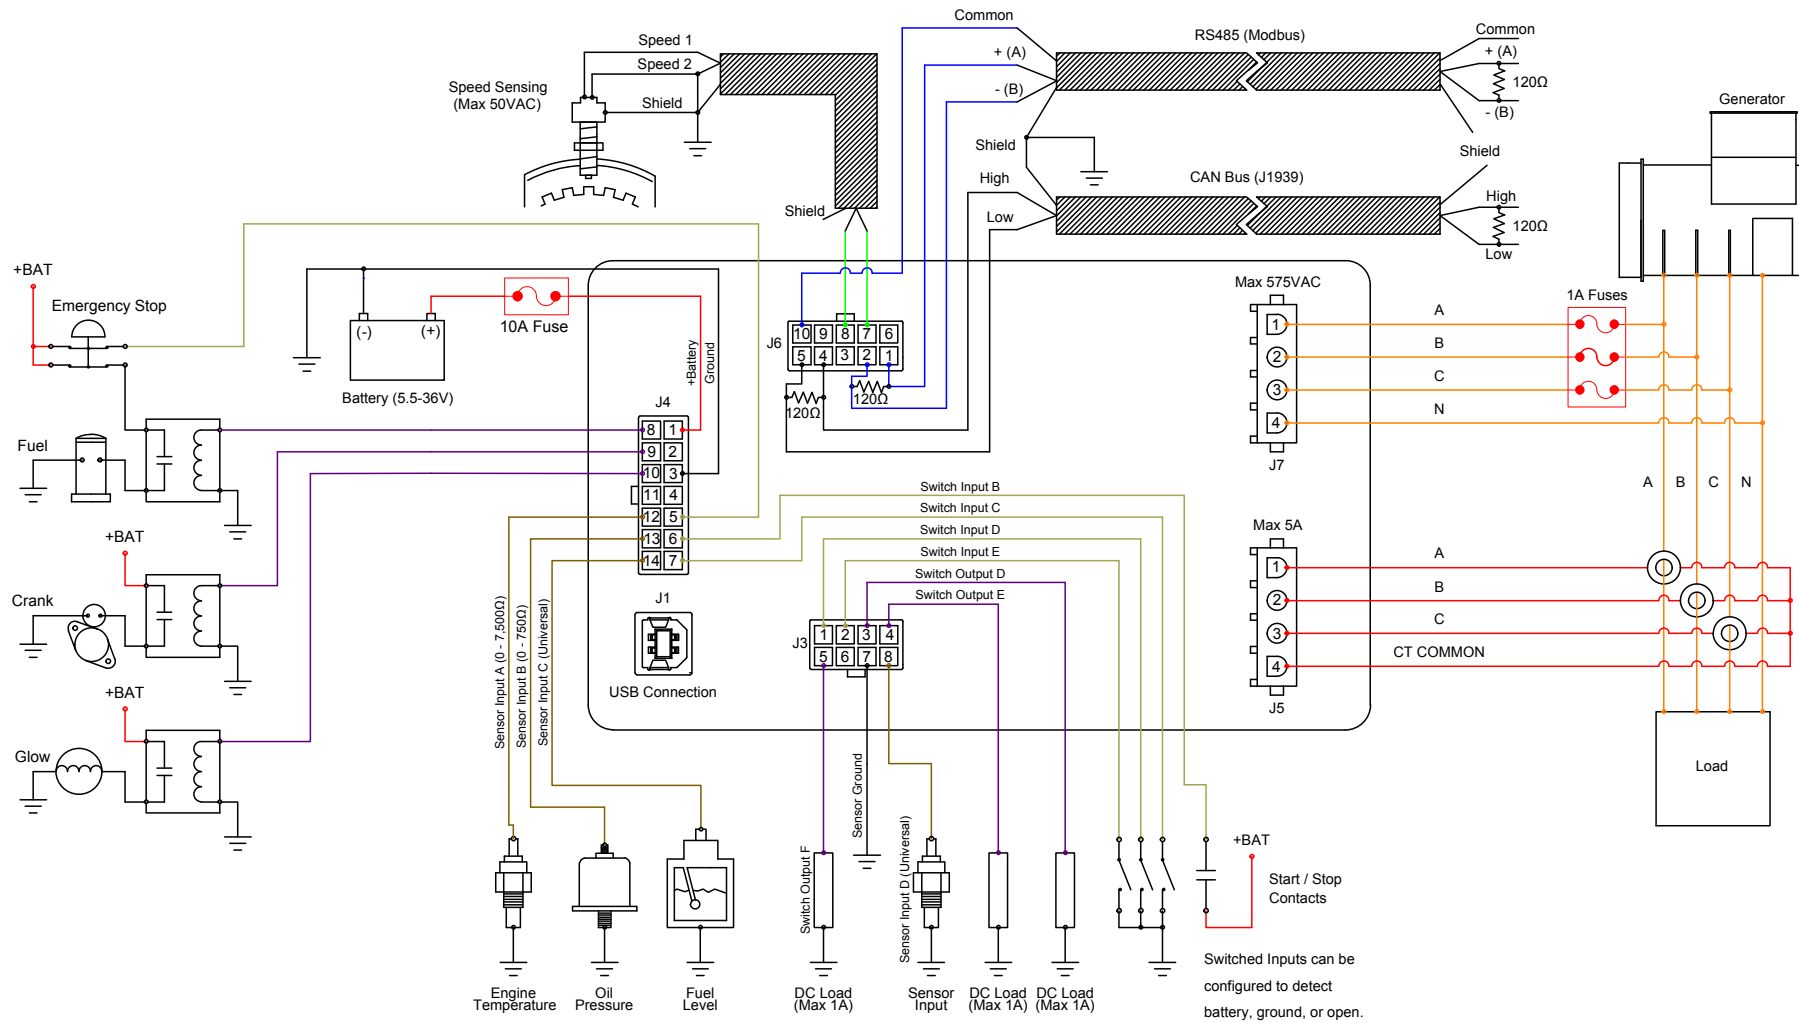 Common
RS485 (Modbus)
Common
+ (A)
120Ω
- (B)
Speed 1
+ (A)
Speed 2
Speed Sensing
(Max 50VAC)
Shield
- (B)
Generator
Shield
Shield
High
CAN Bus (J1939)
High
Shield
Low
120Ω
Low
+BAT
Emergency Stop
(-)
(+)
10A Fuse
Battery (5.5-36V)
+Battery
Ground
J6
10 9 8 7 6
5 4 3 2 1
120Ω
120Ω
Max 575VAC
1
2
3
4
J7
A
B
C
N
1A Fuses
A B C N
Fuel
J4
8 1
9 2
10 3
11 4
12 5
13 6
14 7
Switch Input B
Switch Input C
Switch Input D
Switch Input E
Switch Output D
Switch Output E
+BAT
Crank
J1
USB Connection
J3
1 2 3 4
5 6 7 8
Max 5A
1
2
3
4
J5
A
B
C
CT COMMON
+BAT
Glow
Sensor Input A (0 - 7,500Ω)
Sensor Input B (0 - 750Ω)
Sensor Input C (Universal)
Load
Switch Output F
Sensor Ground
Sensor Input D (Universal)
+BAT
Start / Stop
Contacts
Engine
Temperature
Oil
Pressure
Fuel
Level
DC Load
(Max 1A)
Sensor
Input
DC Load
(Max 1A)
DC Load
(Max 1A)
Switched Inputs can be
configured to detect
battery, ground, or open.